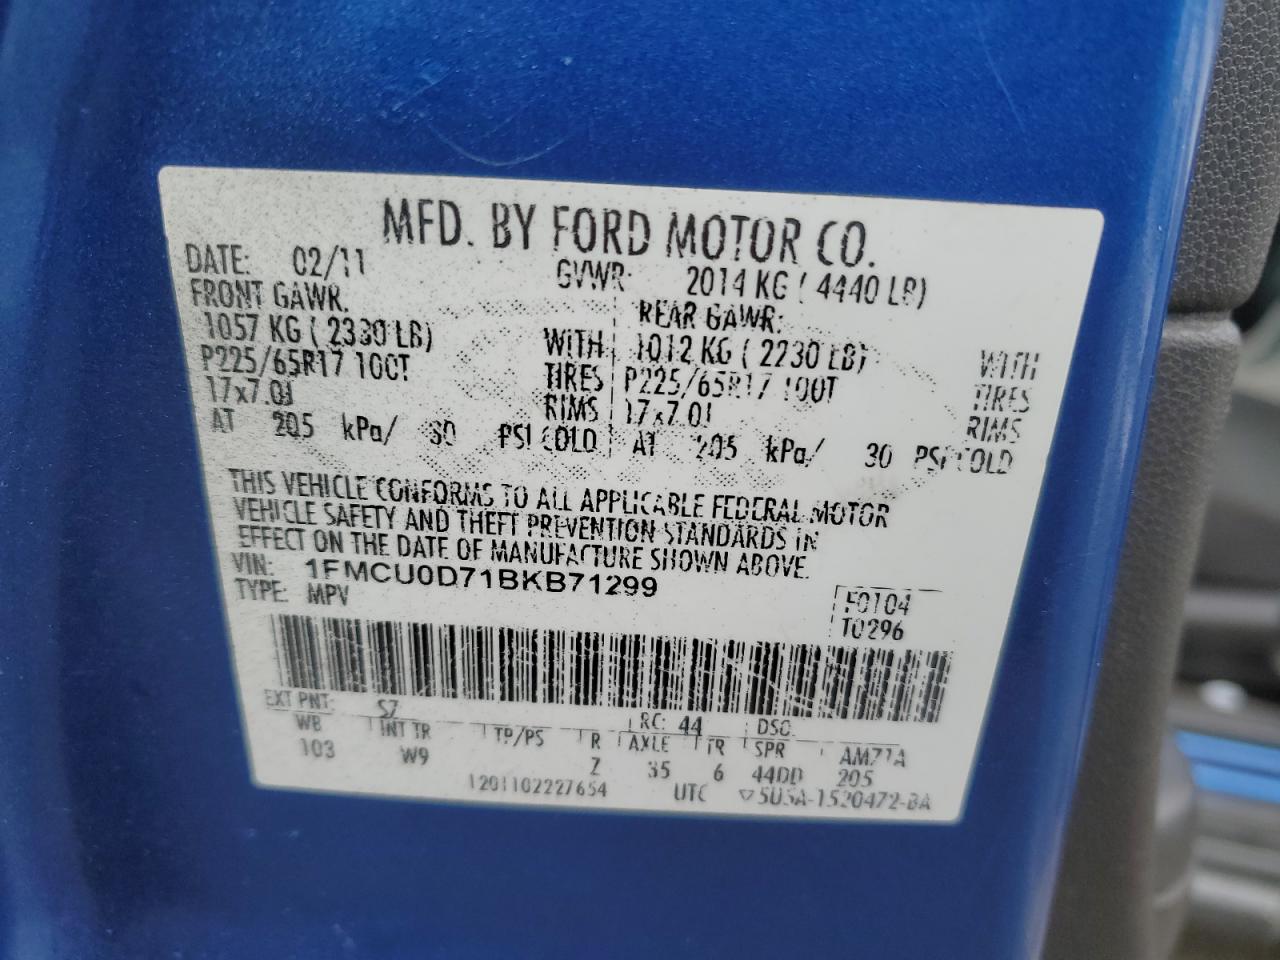 MFD. BY FORD MOTOR CO.
DATE: 02/11 GVWR: 2014 KG ( 4440 LB)
FRONT GAWR: REAR GAWR:
1057 KG ( 2330 LB) WITH 1012 KG ( 2230 LB) WITH
P225/65R17 100T TIRES P225/65R17 100T TIRES
17x7.0J RIMS 17x7.0J RIMS
AT 205 kPa/ 30 PSI COLD AT 205 kPa/ 30 PSI COLD
THIS VEHICLE CONFORMS TO ALL APPLICABLE FEDERAL MOTOR
VEHICLE SAFETY AND THEFT PREVENTION STANDARDS IN
EFFECT ON THE DATE OF MANUFACTURE SHOWN ABOVE.
VIN: 1FMCU0D71BKB71299
TYPE: MPV
F0104
T0296
EXT PNT: SZ RC: 44 DSO:
WB INT TR TP/PS R AXLE TR SPR AM7TA
103 W9 Z 35 6 44DD 205
1201102227654 UTC ▽5U5A-1520472-BA